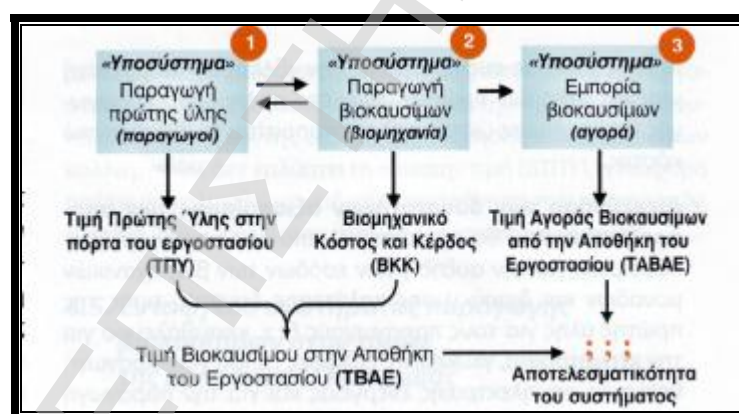 1
«Υποσύστημα»
Παραγωγή
πρώτης ύλης
(παραγωγοί)
2
«Υποσύστημα»
Παραγωγή
βιοκαυσίμων
(βιομηχανία)
3
«Υποσύστημα»
Εμπορία
βιοκαυσίμων
(αγορά)
Τιμή Πρώτης Ύλης στην
πόρτα του εργοστασίου
(ΤΠΥ)
Βιομηχανικό
Κόστος και Κέρδος
(ΒΚΚ)
Τιμή Αγοράς Βιοκαυσίμων
από την Αποθήκη του
Εργοστασίου (ΤΑΒΑΕ)
Τιμή Βιοκαυσίμου στην Αποθήκη
του Εργοστασίου (ΤΒΑΕ)
Αποτελεσματικότητα
του συστήματος